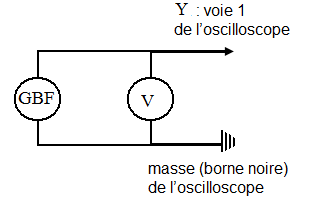 Y : voie 1
de l'oscilloscope
GBF
V
masse (borne noire)
de l'oscilloscope